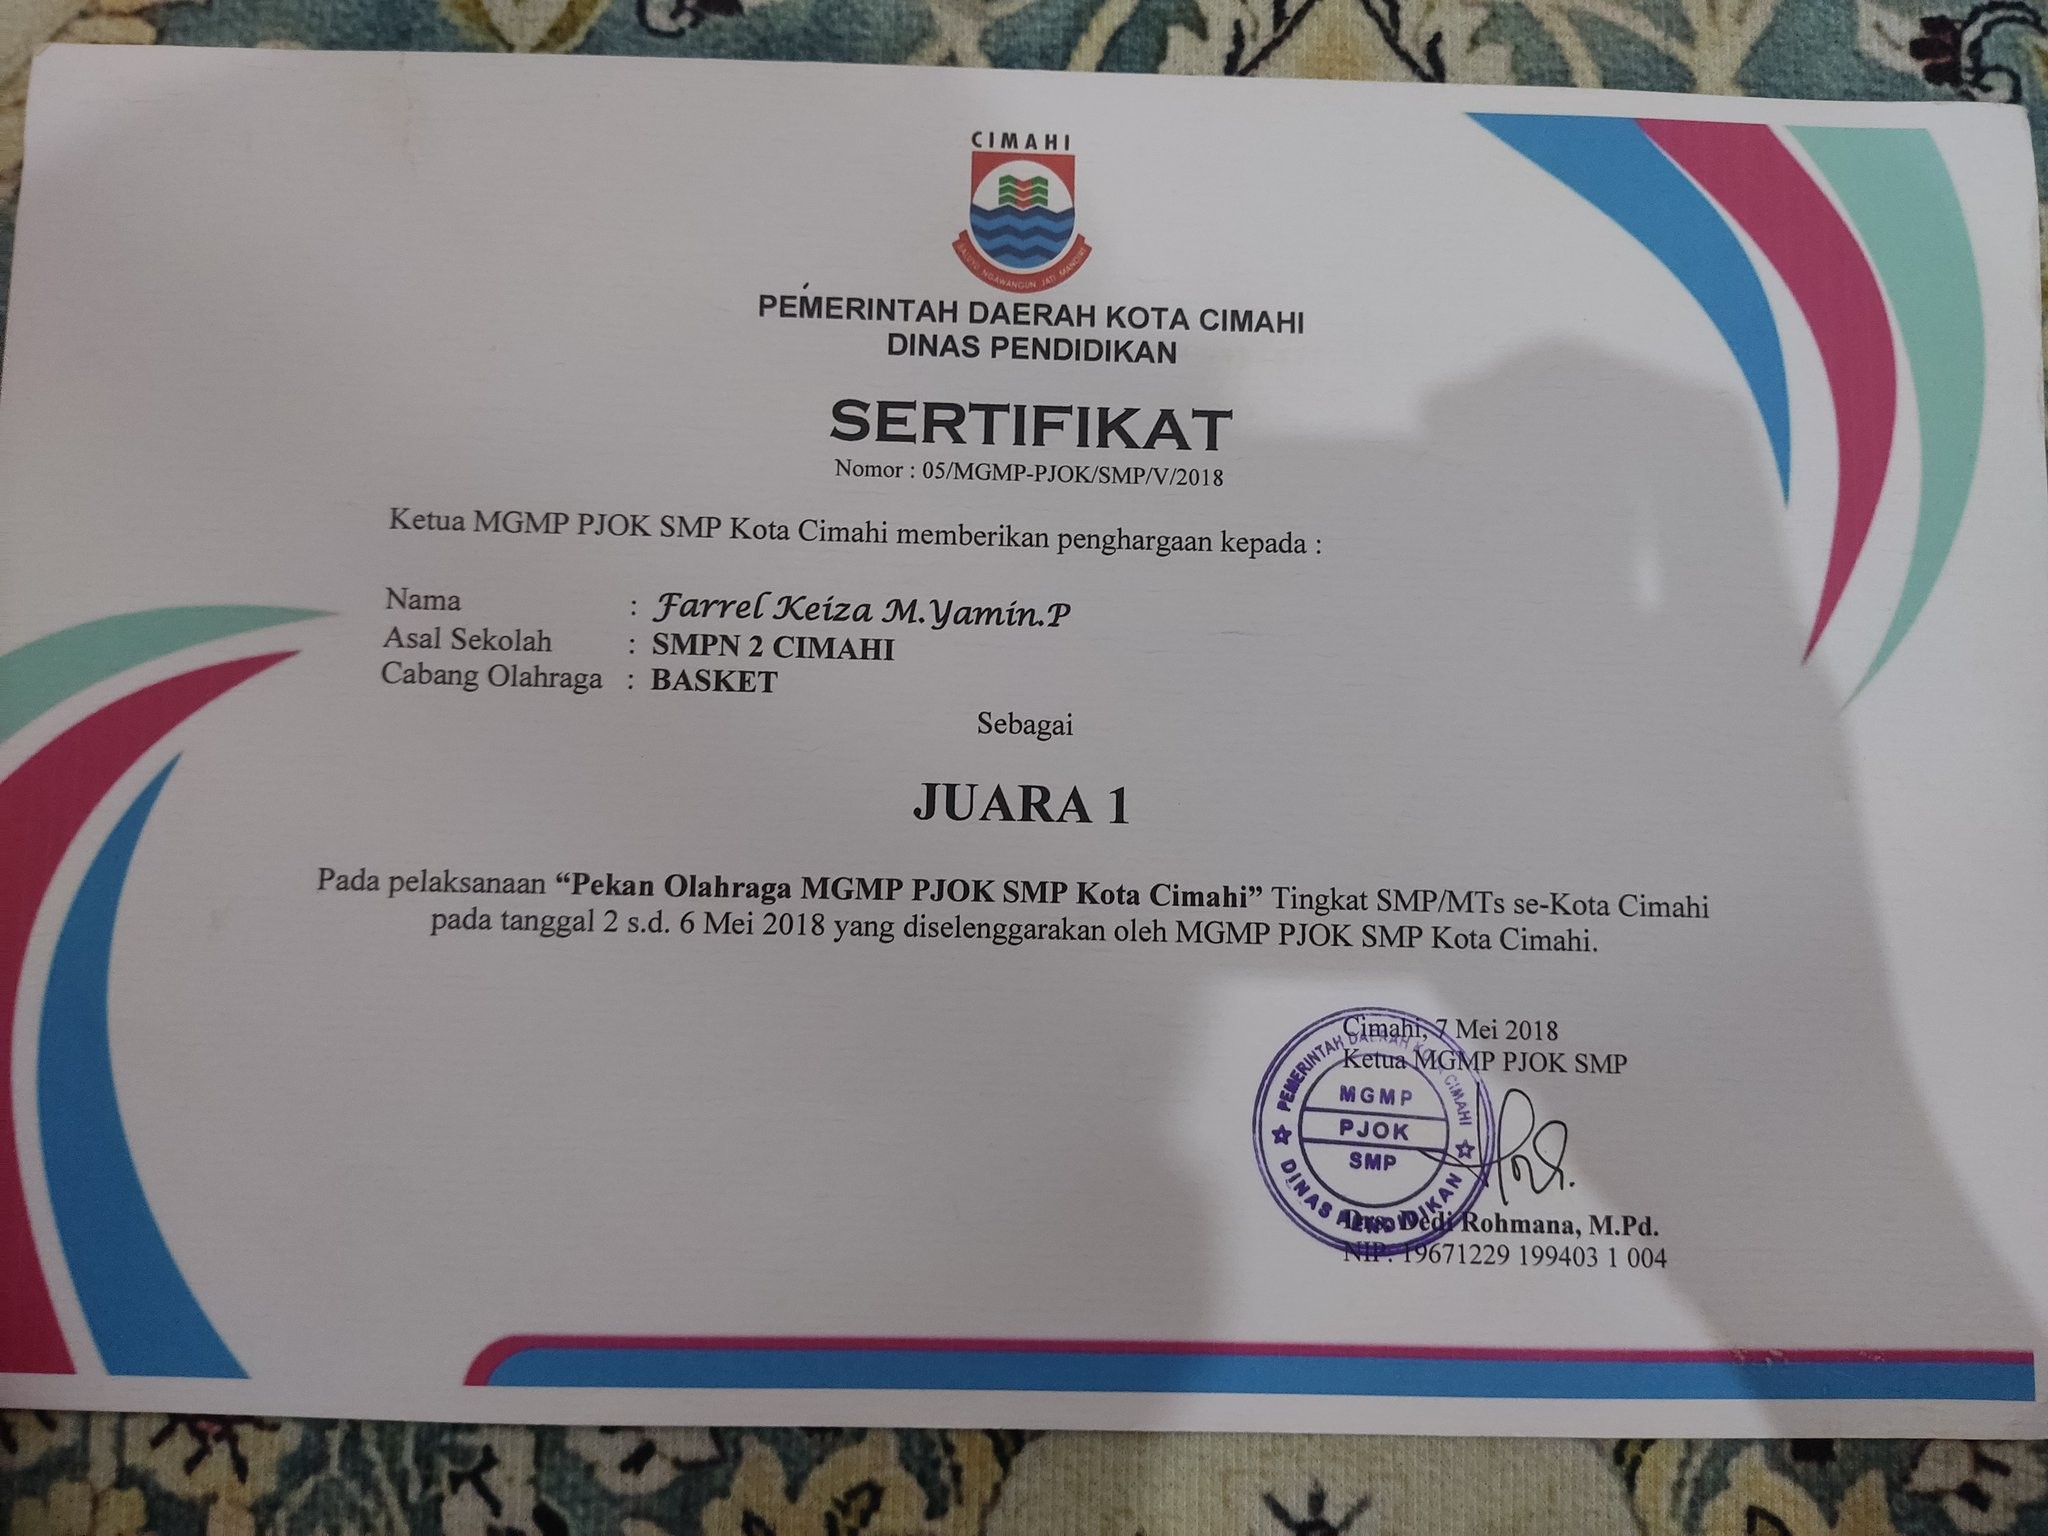 CIMAHI
SALUYU NGAWANGUN JATI MANDIRI
PEMERINTAH DAERAH KOTA CIMAHI
DINAS PENDIDIKAN
SERTIFIKAT
Nomor : 05/MGMP-PJOK/SMP/V/2018
Ketua MGMP PJOK SMP Kota Cimahi memberikan penghargaan kepada :
Nama : Farrel Keiza M.Yamin.P
Asal Sekolah : SMPN 2 CIMAHI
Cabang Olahraga : BASKET
Sebagai
JUARA 1
Pada pelaksanaan “Pekan Olahraga MGMP PJOK SMP Kota Cimahi” Tingkat SMP/MTs se-Kota Cimahi
pada tanggal 2 s.d. 6 Mei 2018 yang diselenggarakan oleh MGMP PJOK SMP Kota Cimahi.
Cimahi, 7 Mei 2018
Ketua MGMP PJOK SMP
PEMERINTAH DAERAH KOTA CIMAHI
MGMP
PJOK
SMP
DINAS PENDIDIKAN
Drs. Dedi Rohmana, M.Pd.
NIP. 19671229 199403 1 004